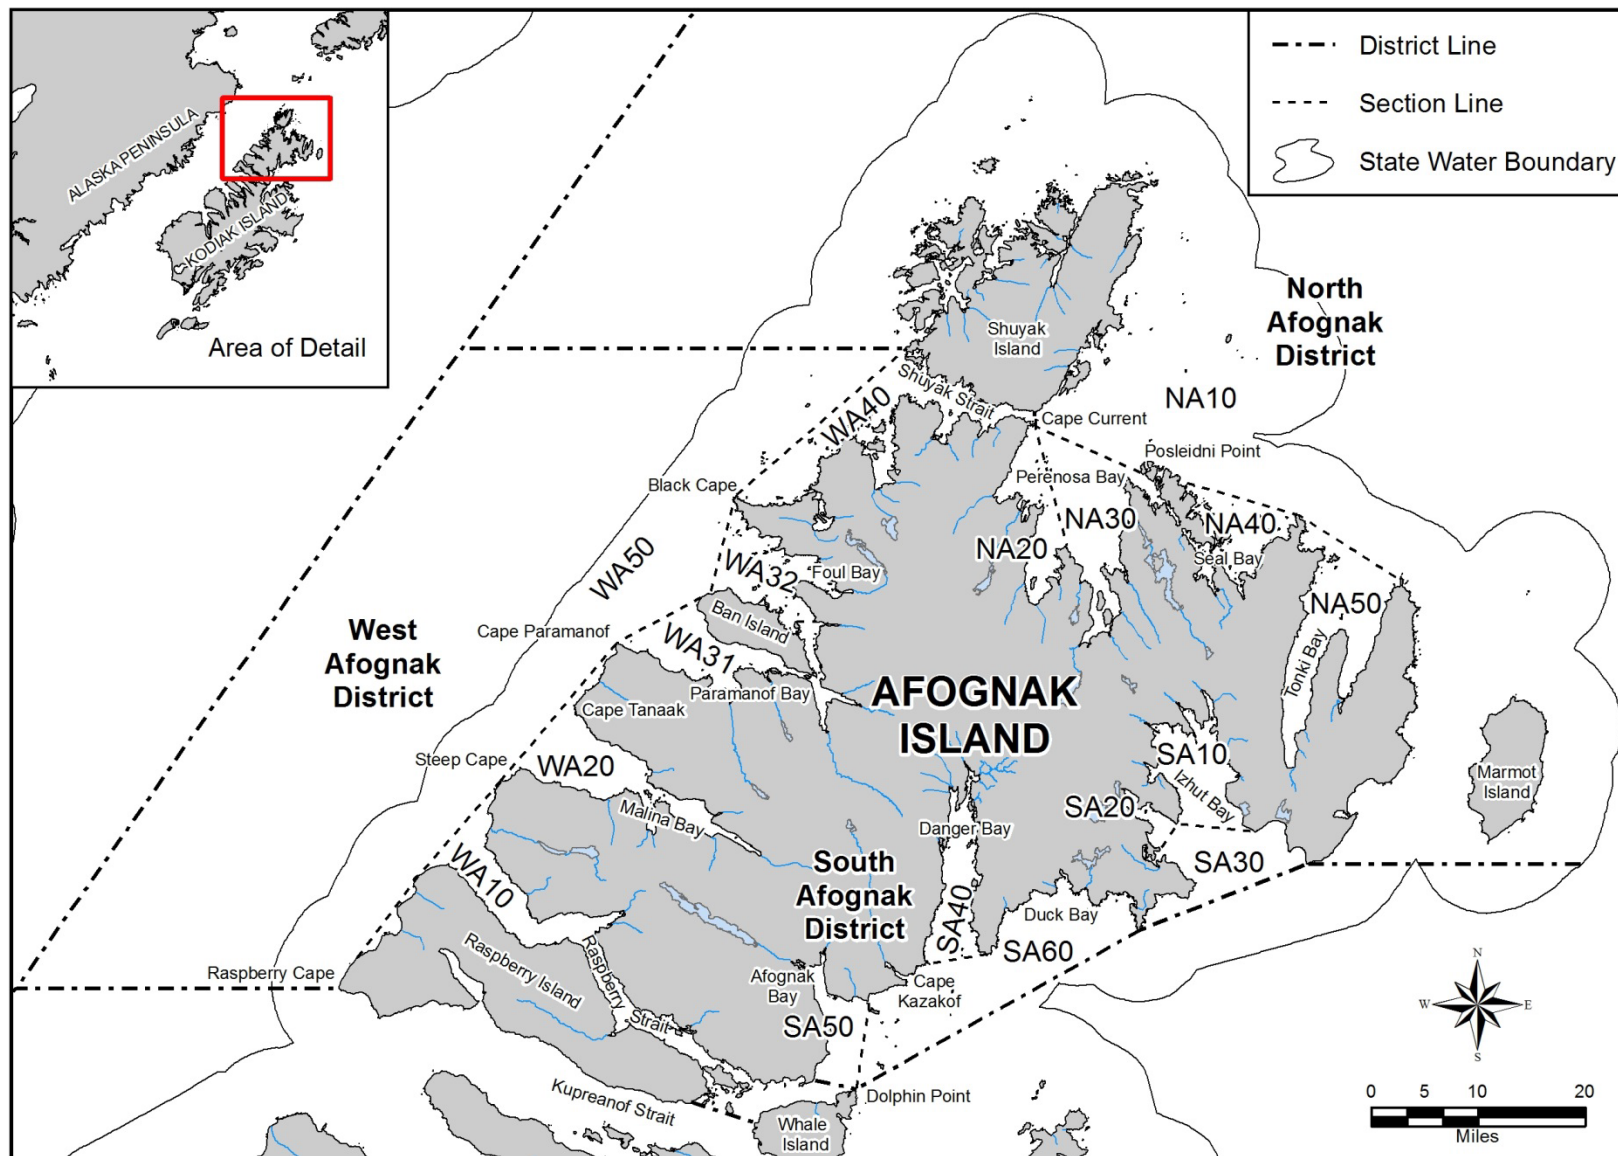 ALASKA PENINSULA
KODIAK ISLAND
Area of Detail
District Line
Section Line
State Water Boundary
North
Afognak
District
Shuyak
Island
Shuyak Strait
WA40
Cape Current
NA10
Posleidni Point
Perenosa Bay
Black Cape
NA30
NA40
NA20
Seal Bay
WA50
WA32
Foul Bay
NA50
Ban Island
Cape Paramanof
West
Afognak
District
WA31
Tonki Bay
Paramanof Bay
AFOGNAK
ISLAND
Cape Tanaak
SA10
Steep Cape
WA20
Marmot
Island
Izhut Bay
SA20
Malina Bay
Danger Bay
SA30
WA10
South
Afognak
District
SA40
Duck Bay
SA60
Raspberry Cape
Raspberry Island
Raspberry
Strait
Afognak
Bay
Cape
Kazakof
SA50
Kupreanof Strait
Dolphin Point
Whale
Island
N
W
E
S
0 5 10 20
Miles